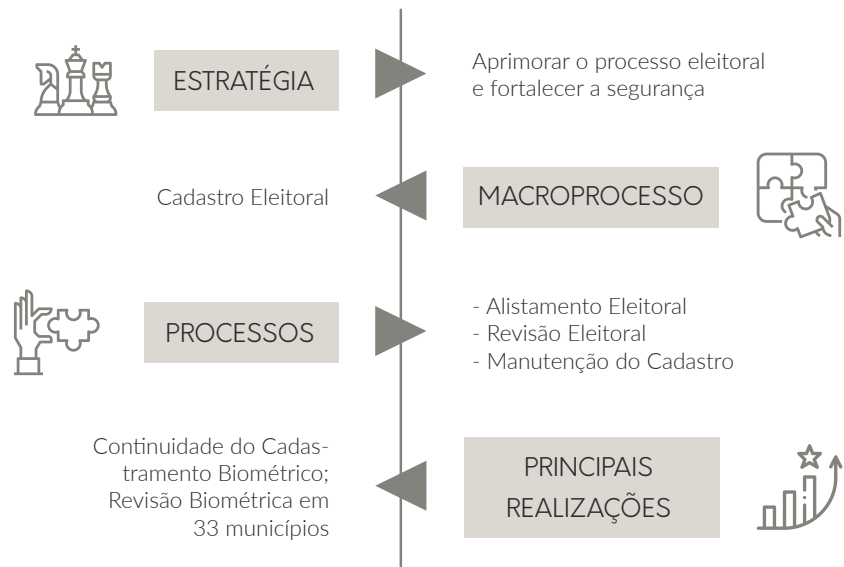 ESTRATÉGIA
Aprimorar o processo eleitoral
e fortalecer a segurança
Cadastro Eleitoral
MACROPROCESSO
PROCESSOS
- Alistamento Eleitoral
- Revisão Eleitoral
- Manutenção do Cadastro
Continuidade do Cadas-
tramento Biométrico;
Revisão Biométrica em
33 municípios
PRINCIPAIS
REALIZAÇÕES